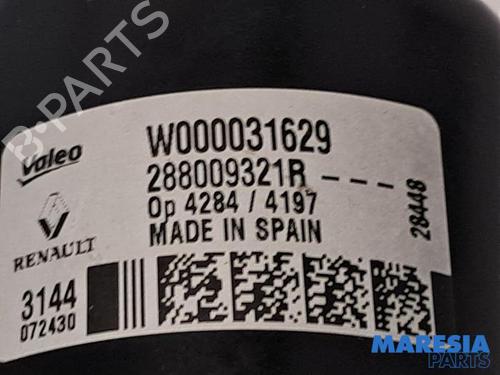 B-PARTS
Valeo
W000031629
288009321R - - -
Op 4284 / 4197
MADE IN SPAIN
28448
RENAULT
3144
072430
MARESIA
PARTS